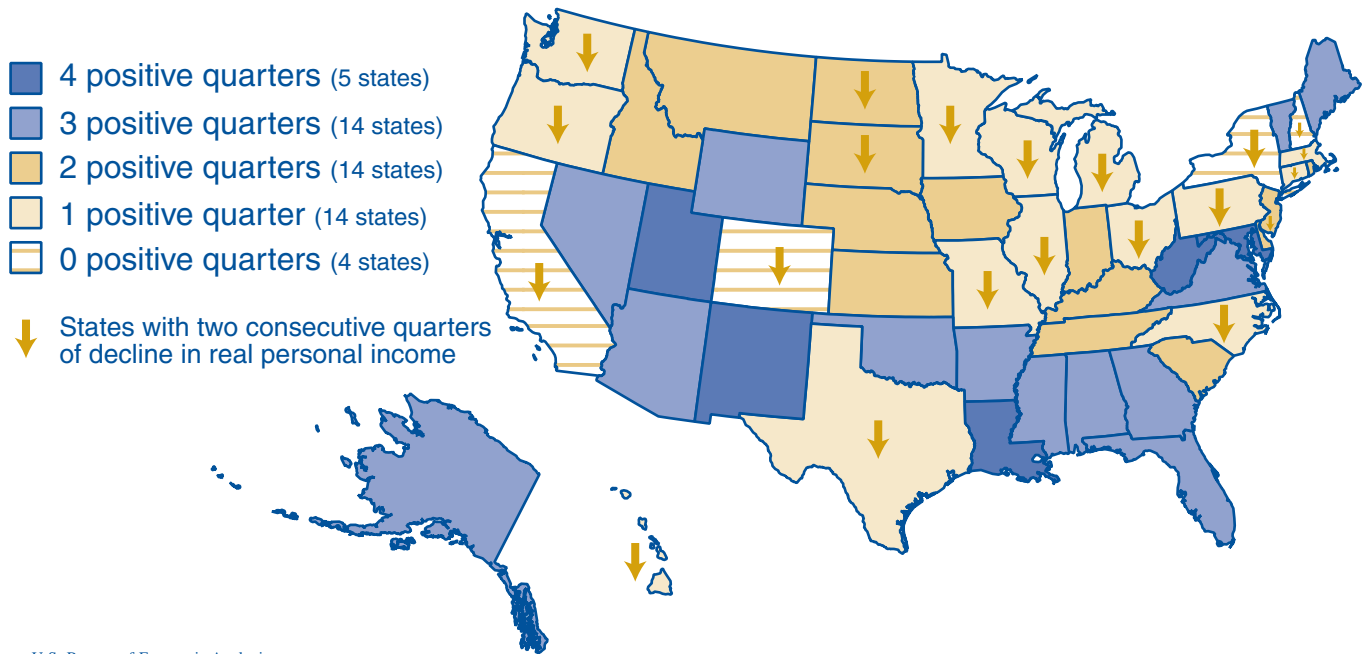 4 positive quarters (5 states)
3 positive quarters (14 states)
2 positive quarters (14 states)
1 positive quarter (14 states)
0 positive quarters (4 states)
States with two consecutive quarters
of decline in real personal income